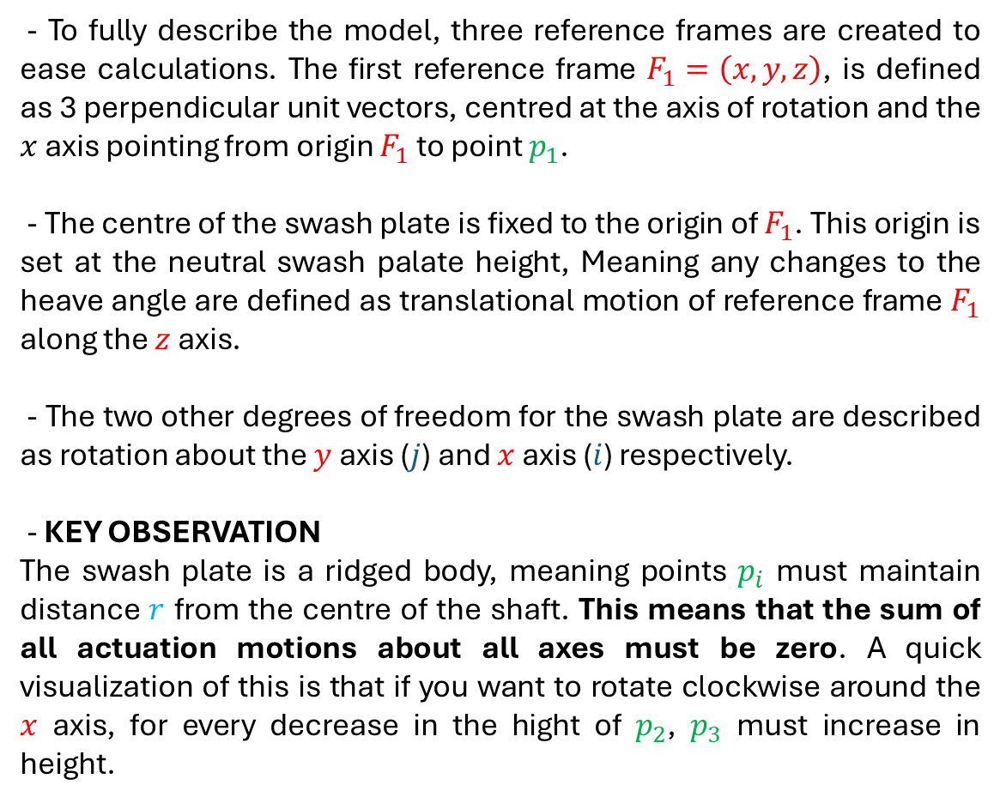 - To fully describe the model, three reference frames are created to
ease calculations. The first reference frame F₁ = (x, y, z), is defined
as 3 perpendicular unit vectors, centred at the axis of rotation and the
x axis pointing from origin F₁ to point p₁.
- The centre of the swash plate is fixed to the origin of F₁. This origin is
set at the neutral swash palate height, Meaning any changes to the
heave angle are defined as translational motion of reference frame F₁
along the z axis.
- The two other degrees of freedom for the swash plate are described
as rotation about the y axis (j) and x axis (i) respectively.
- KEY OBSERVATION
The swash plate is a ridged body, meaning points pᵢ must maintain
distance r from the centre of the shaft. This means that the sum of
all actuation motions about all axes must be zero. A quick
visualization of this is that if you want to rotate clockwise around the
x axis, for every decrease in the hight of p₂, p₃ must increase in
height.